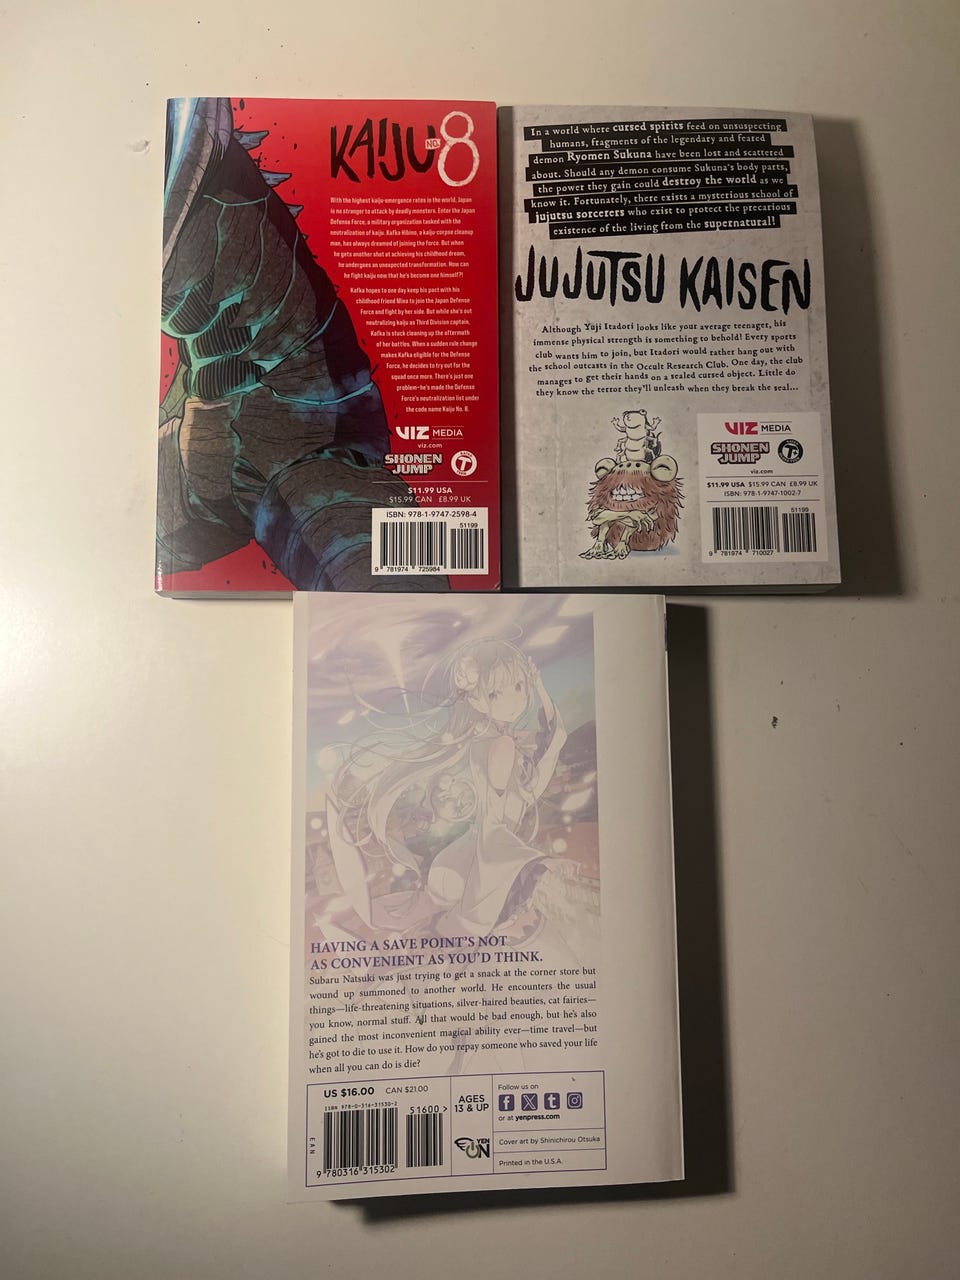 KAIJU NO. 8
With the highest kaiju-emergence rates in the world, Japan
is no stranger to attack by deadly monsters. Enter the Japan
Defense Force, a military organization tasked with the
neutralization of kaiju. Kafka Hibino, a kaiju-corpse cleanup
man, has always dreamed of joining the force. But when
he gets another shot at achieving his childhood dream,
he undergoes an unexpected transformation. How can
he fight kaiju now that he's become one himself?!
Kafka hopes to one day keep his pact with his
childhood friend Mina to join the Japan Defense
Force and fight by her side. But while she's out
neutralizing kaiju as Third Division captain,
Kafka is stuck cleaning up the aftermath
of her battles. When a sudden rule change
makes Kafka eligible for the Defense
Force, he decides to try out for the
squad once more. There's just one
problem—he's made the Defense
Force's neutralization list under
the code name Kaiju No. 8.
VIZ MEDIA
viz.com
SHONEN
JUMP
T
$11.99 USA
$15.99 CAN £8.99 UK
ISBN: 978-1-9747-2598-4
51199
9 781974 725984
In a world where cursed spirits feed on unsuspecting
humans, fragments of the legendary and feared
demon Ryomen Sukuna have been lost and scattered
about. Should any demon consume Sukuna's body parts,
the power they gain could destroy the world as we
know it. Fortunately, there exists a mysterious school of
jujutsu sorcerers who exist to protect the precarious
existence of the living from the supernatural!
JUJUTSU KAISEN
Although Yuji Itadori looks like your average teenager, his
immense physical strength is something to behold! Every sports
club wants him to join, but Itadori would rather hang out with
the school outcasts in the Occult Research Club. One day, the club
manages to get their hands on a sealed cursed object. Little do
they know the terror they'll unleash when they break the seal...
VIZ MEDIA
SHONEN
JUMP
viz.com
$11.99 USA $15.99 CAN £8.99 UK
ISBN: 978-1-9747-1002-7
51199
9 781974 710027
HAVING A SAVE POINT'S NOT
AS CONVENIENT AS YOU'D THINK.
Subaru Natsuki was just trying to get a snack at the corner store but
wound up summoned to another world. He encounters the usual
things—life-threatening situations, silver-haired beauties, cat fairies—
you know, normal stuff. All that would be bad enough, but he's also
gained the most inconvenient magical ability ever—time travel—but
he's got to die to use it. How do you repay someone who saved your life
when all you can do is die?
US $16.00 CAN $21.00
ISBN 978-0-316-31530-2
51600 >
EAN
9 780316 315302
AGES
13 & UP
YEN
ON
Follow us on
or at yenpress.com
Cover art by Shinichirou Otsuka
Printed in the U.S.A.